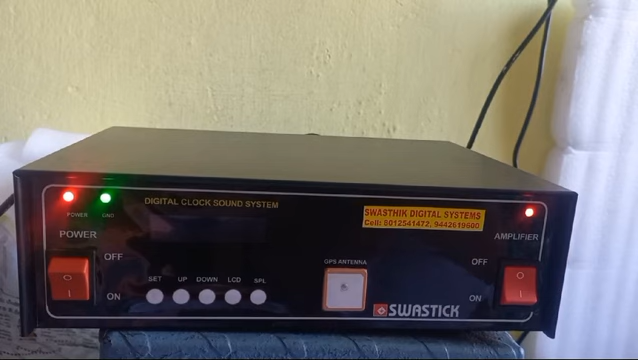 DIGITAL CLOCK SOUND SYSTEM
SWASTHIK DIGITAL SYSTEMS
Cell: 8012541472, 9442619600
POWER
POWER
AMPLIFIER
OFF
ON
SET UP DOWN LCD SPL
GPS ANTENNA
OFF
ON
SWASTICK